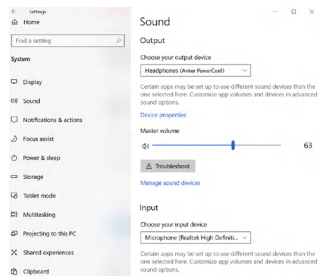 Settings
Home
Find a setting
System
Display
Sound
Notifications & actions
Focus assist
Power & sleep
Storage
Tablet mode
Multitasking
Projecting to this PC
Shared experiences
Clipboard
Sound
Output
Choose your output device
Headphones (Anker PowerConf)
Certain apps may be set up to use different sound devices than the
one selected here. Customize app volumes and devices in advanced
sound options.
Device properties
Master volume
63
Troubleshoot
Manage sound devices
Input
Choose your input device
Microphone (Realtek High Definiti...
Certain apps may be set up to use different sound devices than the
one selected here. Customize app volumes and devices in advanced
sound options.